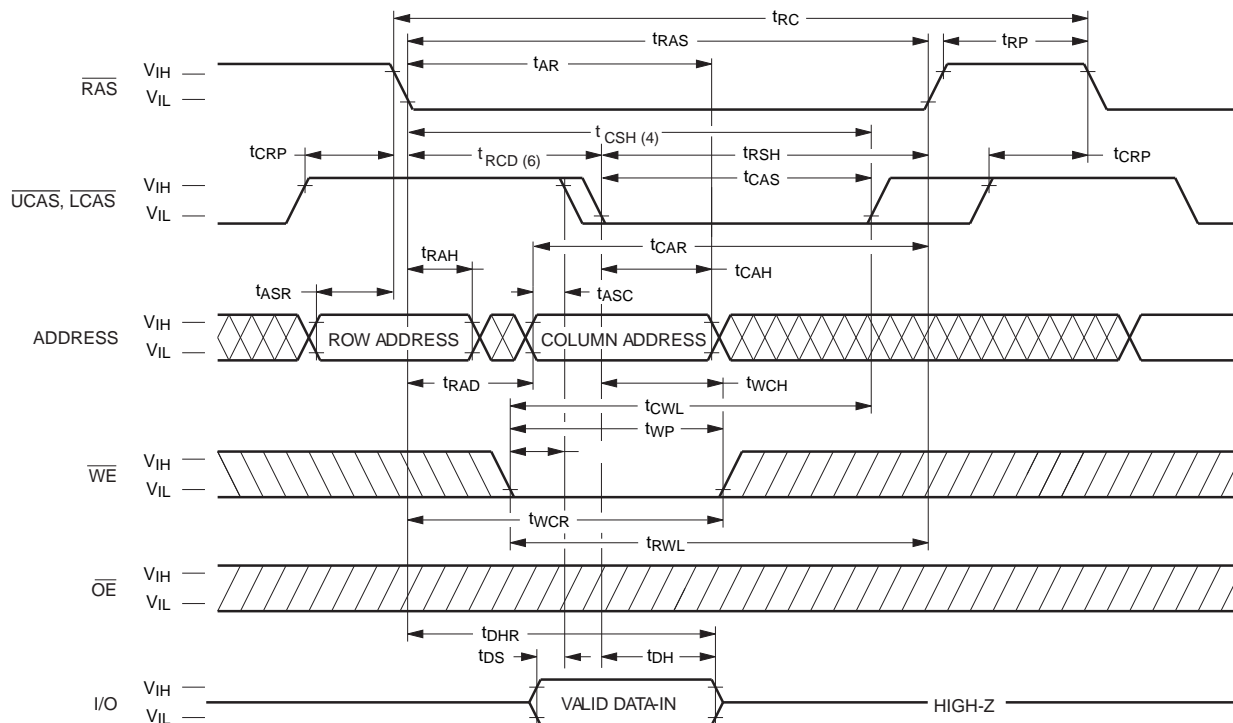 tRC
tRAS
tRP
tAR
RAS
VIH
VIL
tCSH (4)
tCRP
tRCD (6)
tRSH
tCRP
tCAS
UCAS, LCAS
VIH
VIL
tCAR
tRAH
tCAH
tASR
tASC
ADDRESS
VIH
VIL
ROW ADDRESS
COLUMN ADDRESS
tRAD
tWCH
tCWL
tWP
WE
VIH
VIL
tWCR
tRWL
OE
VIH
VIL
tDHR
tDS
tDH
I/O
VIH
VIL
VALID DATA-IN
HIGH-Z